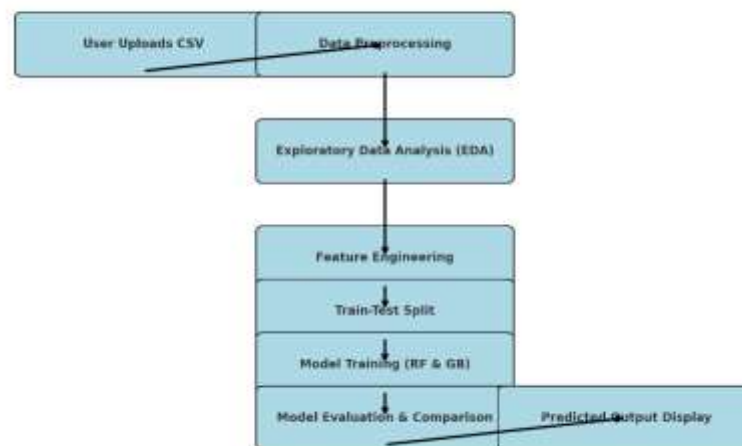 User Uploads CSV
Data Preprocessing
Exploratory Data Analysis (EDA)
Feature Engineering
Train-Test Split
Model Training (RF & GB)
Model Evaluation & Comparison
Predicted Output Display